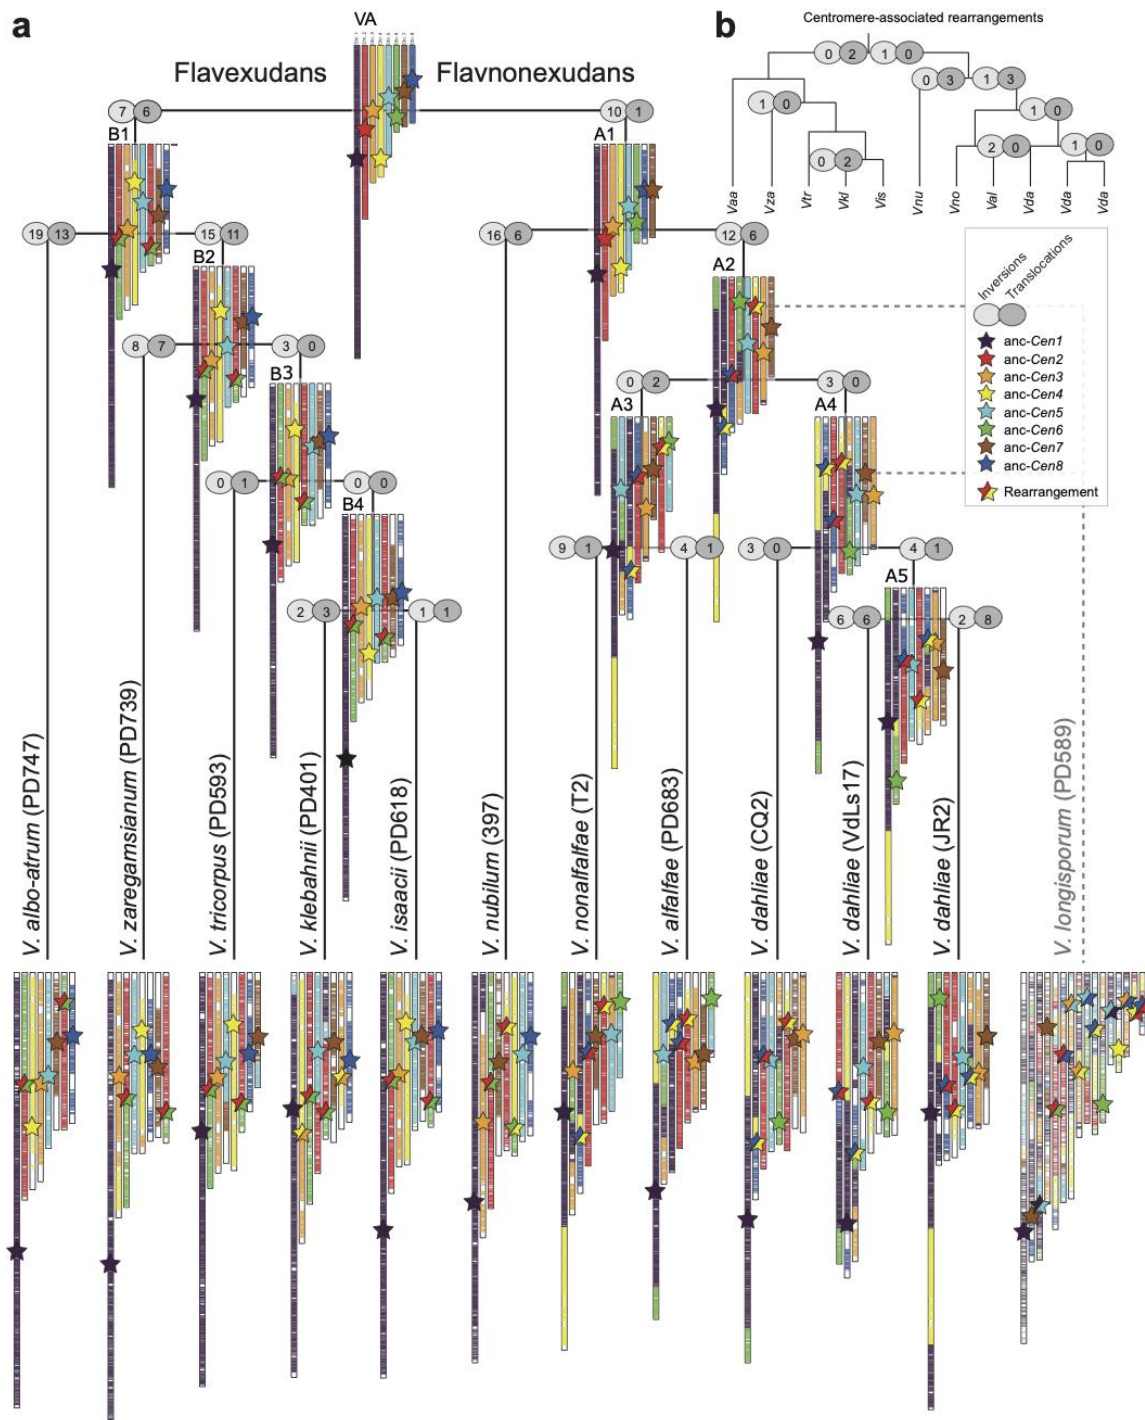 a
VA
b
Centromere-associated rearrangements
Flavexudans
Flavnonexudans
0 2 1 0
0 3 1 3
1 0
1 0
2 0
1 0
0 2
Vaa
Vza
Vtr
Vkl
Vis
Vnu
Vno
Val
Vda
Vda
Vda
7 6
10 1
B1
A1
19 13
15 11
16 6
12 6
B2
A2
Inversions
Translocations
anc-Cen1
anc-Cen2
anc-Cen3
anc-Cen4
anc-Cen5
anc-Cen6
anc-Cen7
anc-Cen8
Rearrangement
8 7
3 0
0 2
3 0
B3
A3
A4
0 1
0 0
B4
9 1
4 1
3 0
4 1
A5
2 3
1 1
6 6
2 8
V. albo-atrum (PD747)
V. zaregamsianum (PD739)
V. tricorpus (PD593)
V. klebahnii (PD401)
V. isaacii (PD618)
V. nubilum (397)
V. nonalfalfae (T2)
V. alfalfae (PD683)
V. dahliae (CQ2)
V. dahliae (VdLs17)
V. dahliae (JR2)
V. longisporum (PD589)